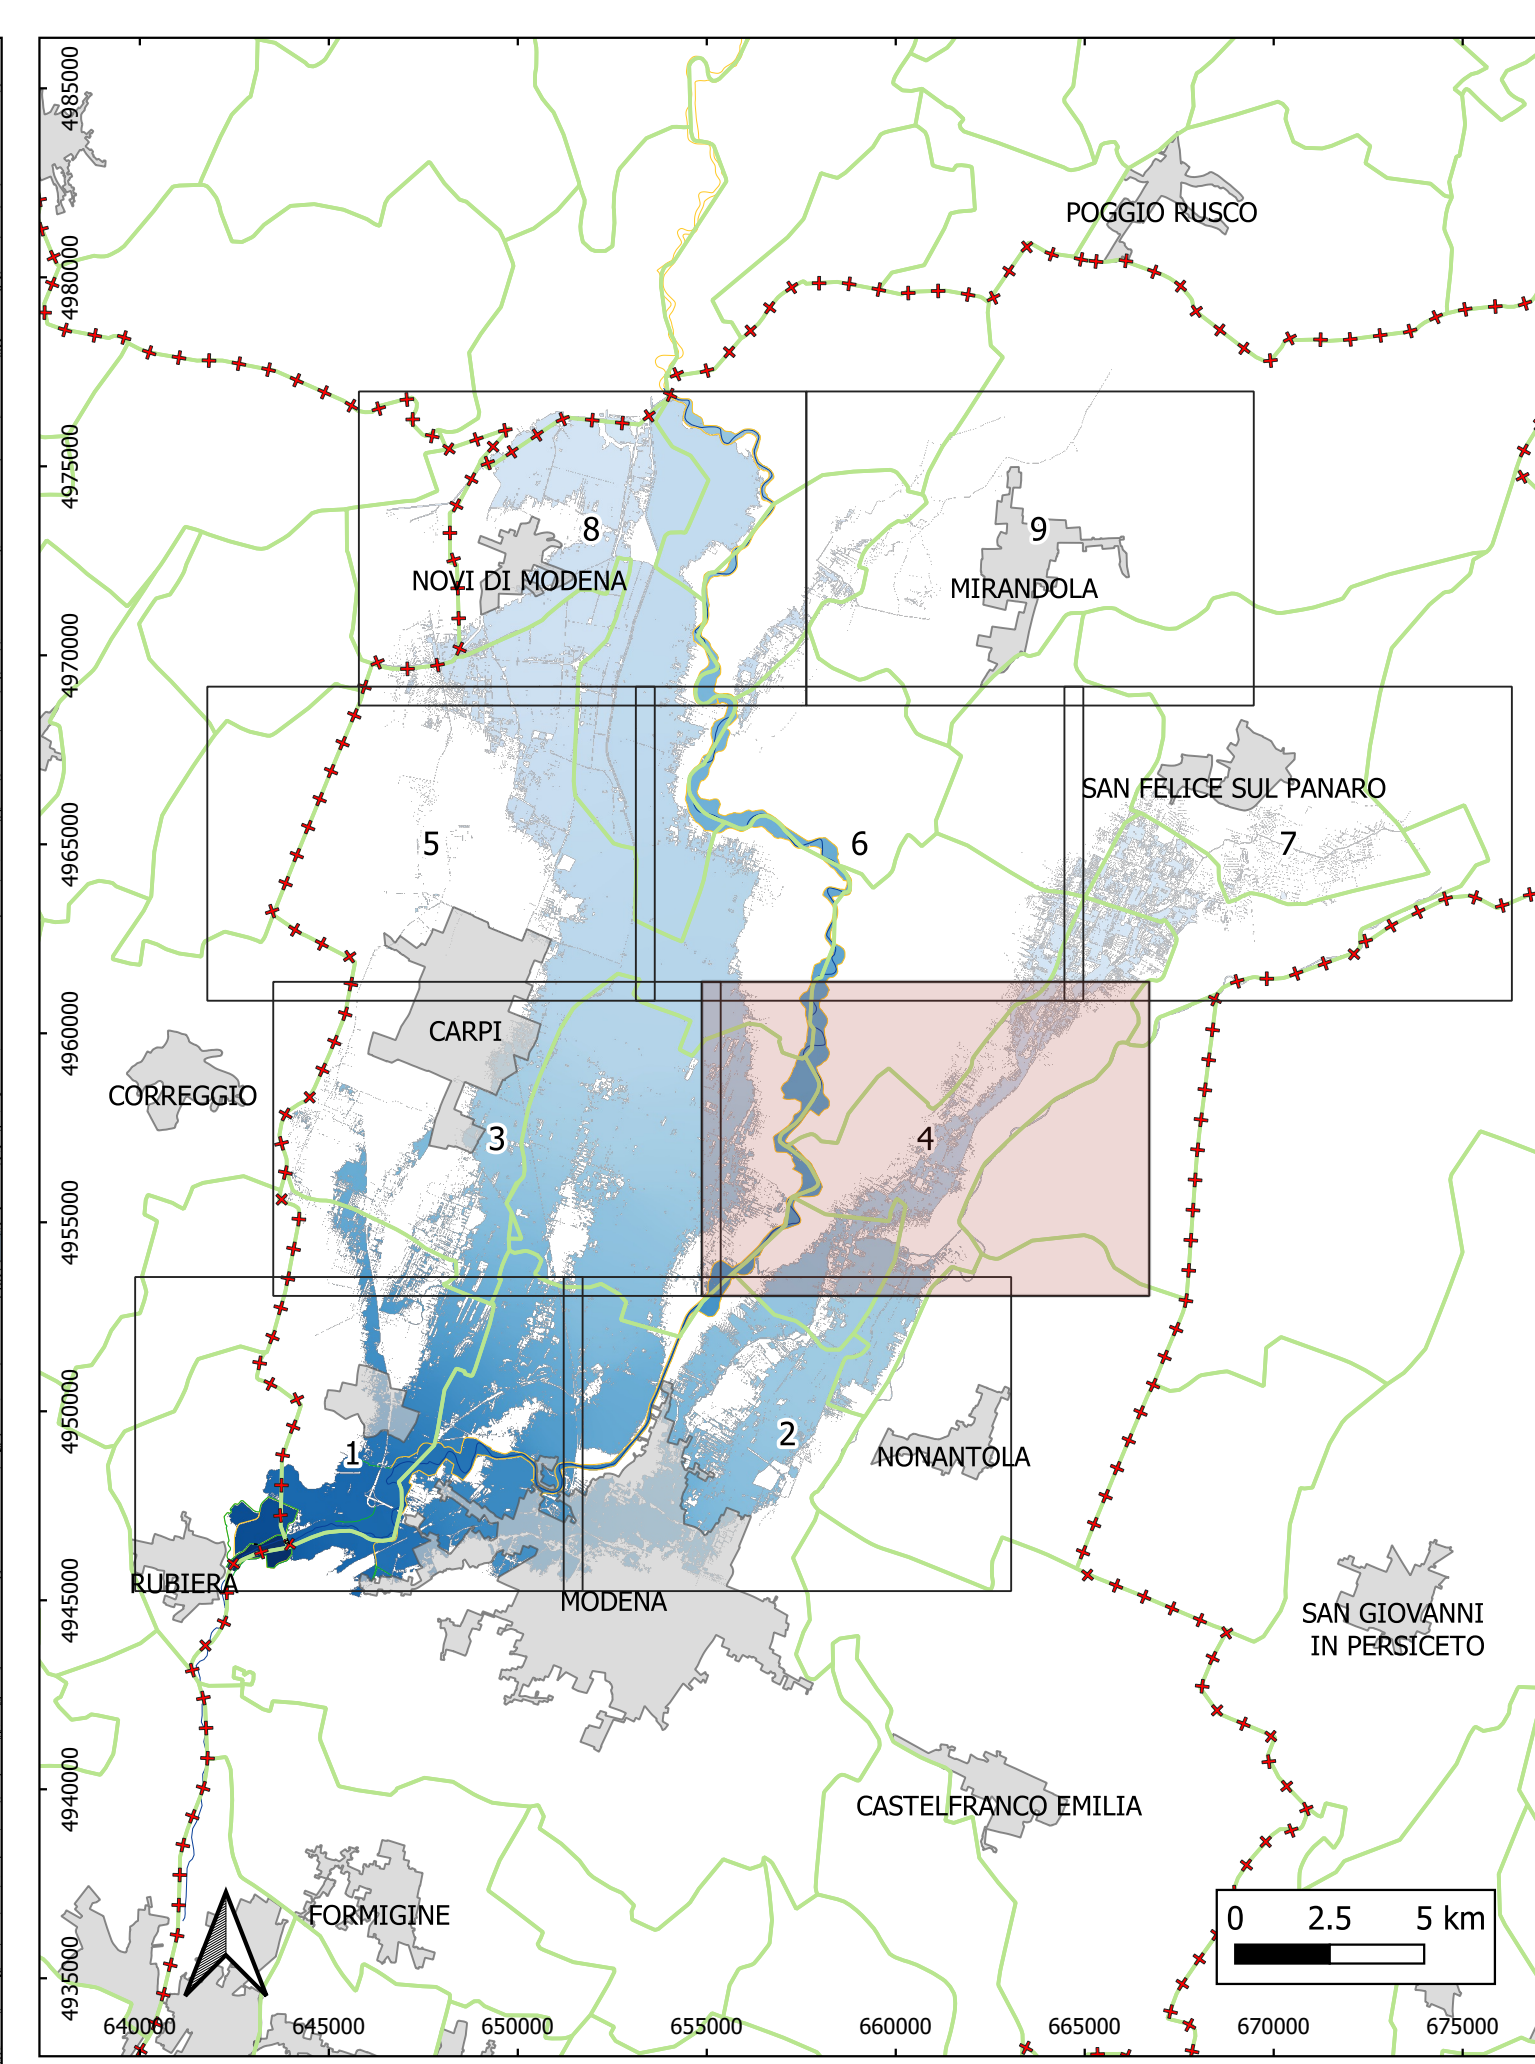 4985000
POGGIO RUSCO
4980000
4975000
8
9
NOVI DI MODENA
MIRANDOLA
4970000
SAN FELICE SUL PANARO
5
6
7
4965000
CARPI
4960000
CORREGGIO
3
4
4955000
4950000
2
1
NONANTOLA
RUBIERA
MODENA
4945000
SAN GIOVANNI
IN PERSICETO
4940000
CASTELFRANCO EMILIA
FORMIGINE
0 2.5 5 km
4935000
640000 645000 650000 655000 660000 665000 670000 675000